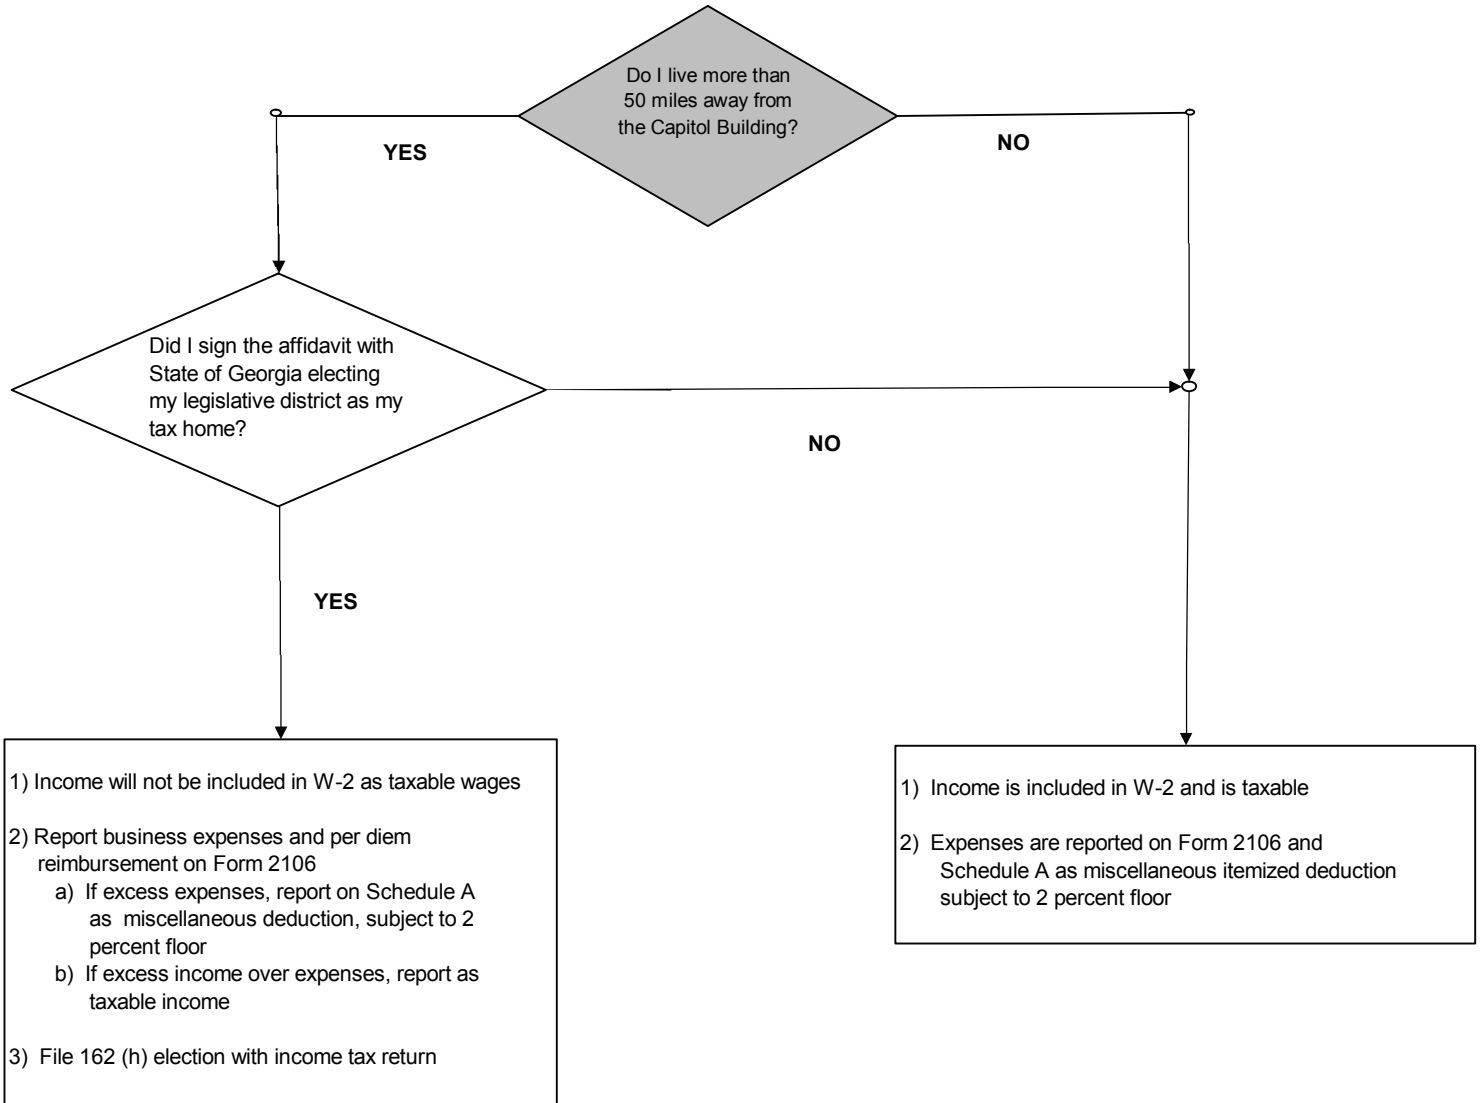 Do I live more than
50 miles away from
the Capitol Building?
YES
NO
Did I sign the affidavit with
State of Georgia electing
my legislative district as my
tax home?
NO
YES
1) Income will not be included in W-2 as taxable wages
2) Report business expenses and per diem
reimbursement on Form 2106
a) If excess expenses, report on Schedule A
as miscellaneous deduction, subject to 2
percent floor
b) If excess income over expenses, report as
taxable income
3) File 162 (h) election with income tax return
1) Income is included in W-2 and is taxable
2) Expenses are reported on Form 2106 and
Schedule A as miscellaneous itemized deduction
subject to 2 percent floor